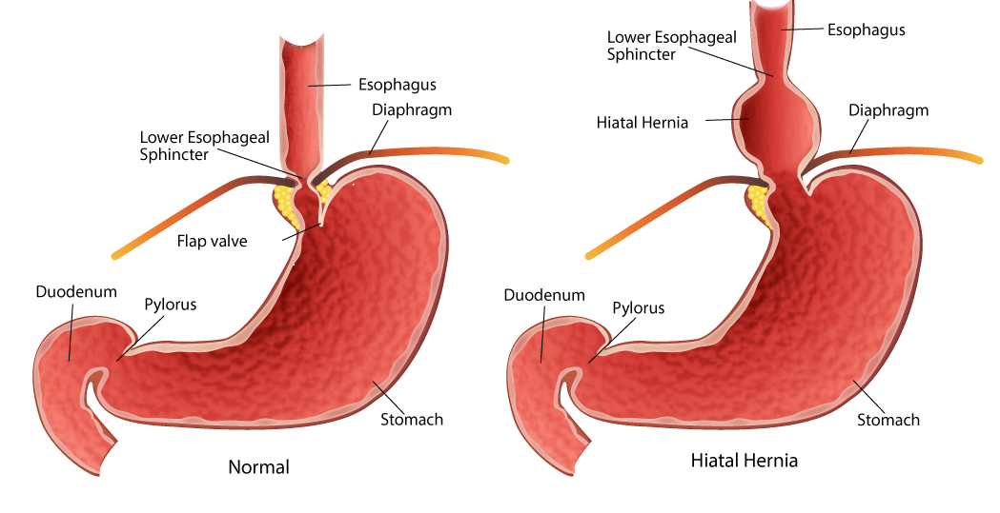 Esophagus
Diaphragm
Lower Esophageal
Sphincter
Flap valve
Duodenum
Pylorus
Stomach
Normal
Esophagus
Lower Esophageal
Sphincter
Hiatal Hernia
Diaphragm
Duodenum
Pylorus
Stomach
Hiatal Hernia